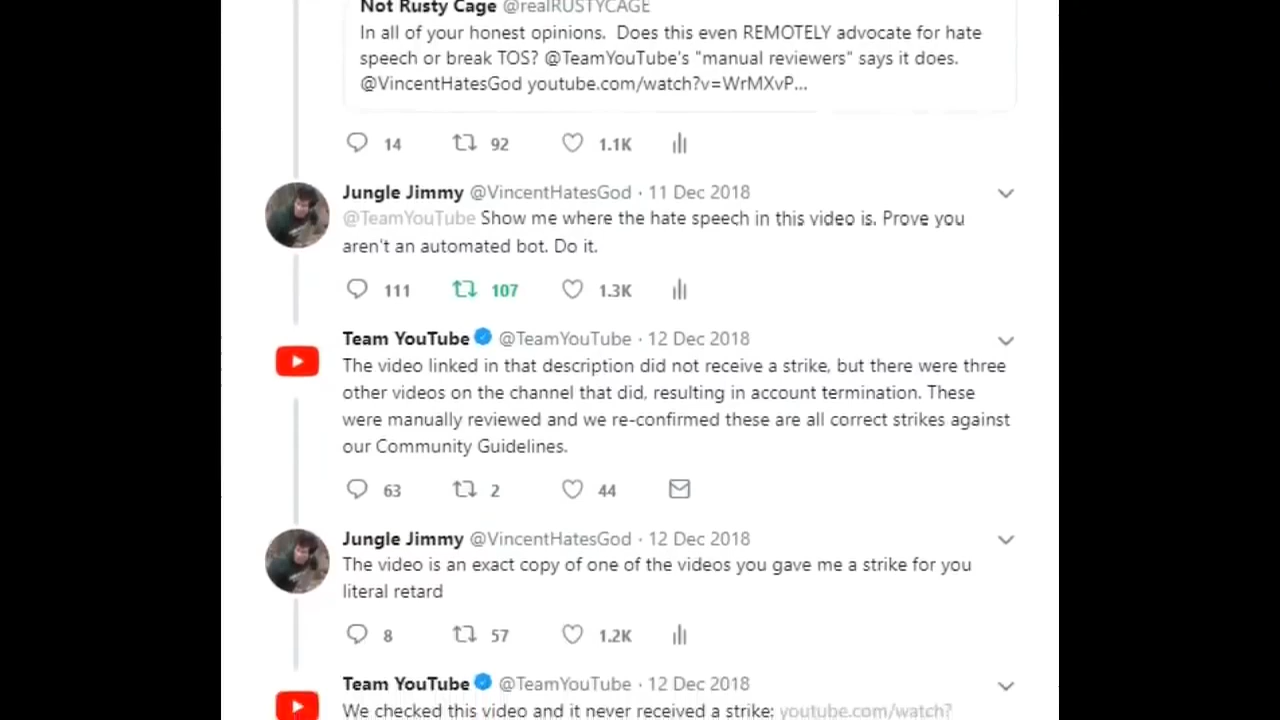 Not Rusty Cage @realRUSTYCAGE
In all of your honest opinions. Does this even REMOTELY advocate for hate
speech or break TOS? @TeamYouTube's "manual reviewers" says it does.
@VincentHatesGod youtube.com/watch?v=WrMXvP...
14 92 1.1K
Jungle Jimmy @VincentHatesGod · 11 Dec 2018
@TeamYouTube Show me where the hate speech in this video is. Prove you
aren't an automated bot. Do it.
111 107 1.3K
Team YouTube @TeamYouTube · 12 Dec 2018
The video linked in that description did not receive a strike, but there were three
other videos on the channel that did, resulting in account termination. These
were manually reviewed and we re-confirmed these are all correct strikes against
our Community Guidelines.
63 2 44
Jungle Jimmy @VincentHatesGod · 12 Dec 2018
The video is an exact copy of one of the videos you gave me a strike for you
literal retard
8 57 1.2K
Team YouTube @TeamYouTube · 12 Dec 2018
We checked this video and it never received a strike: youtube.com/watch?